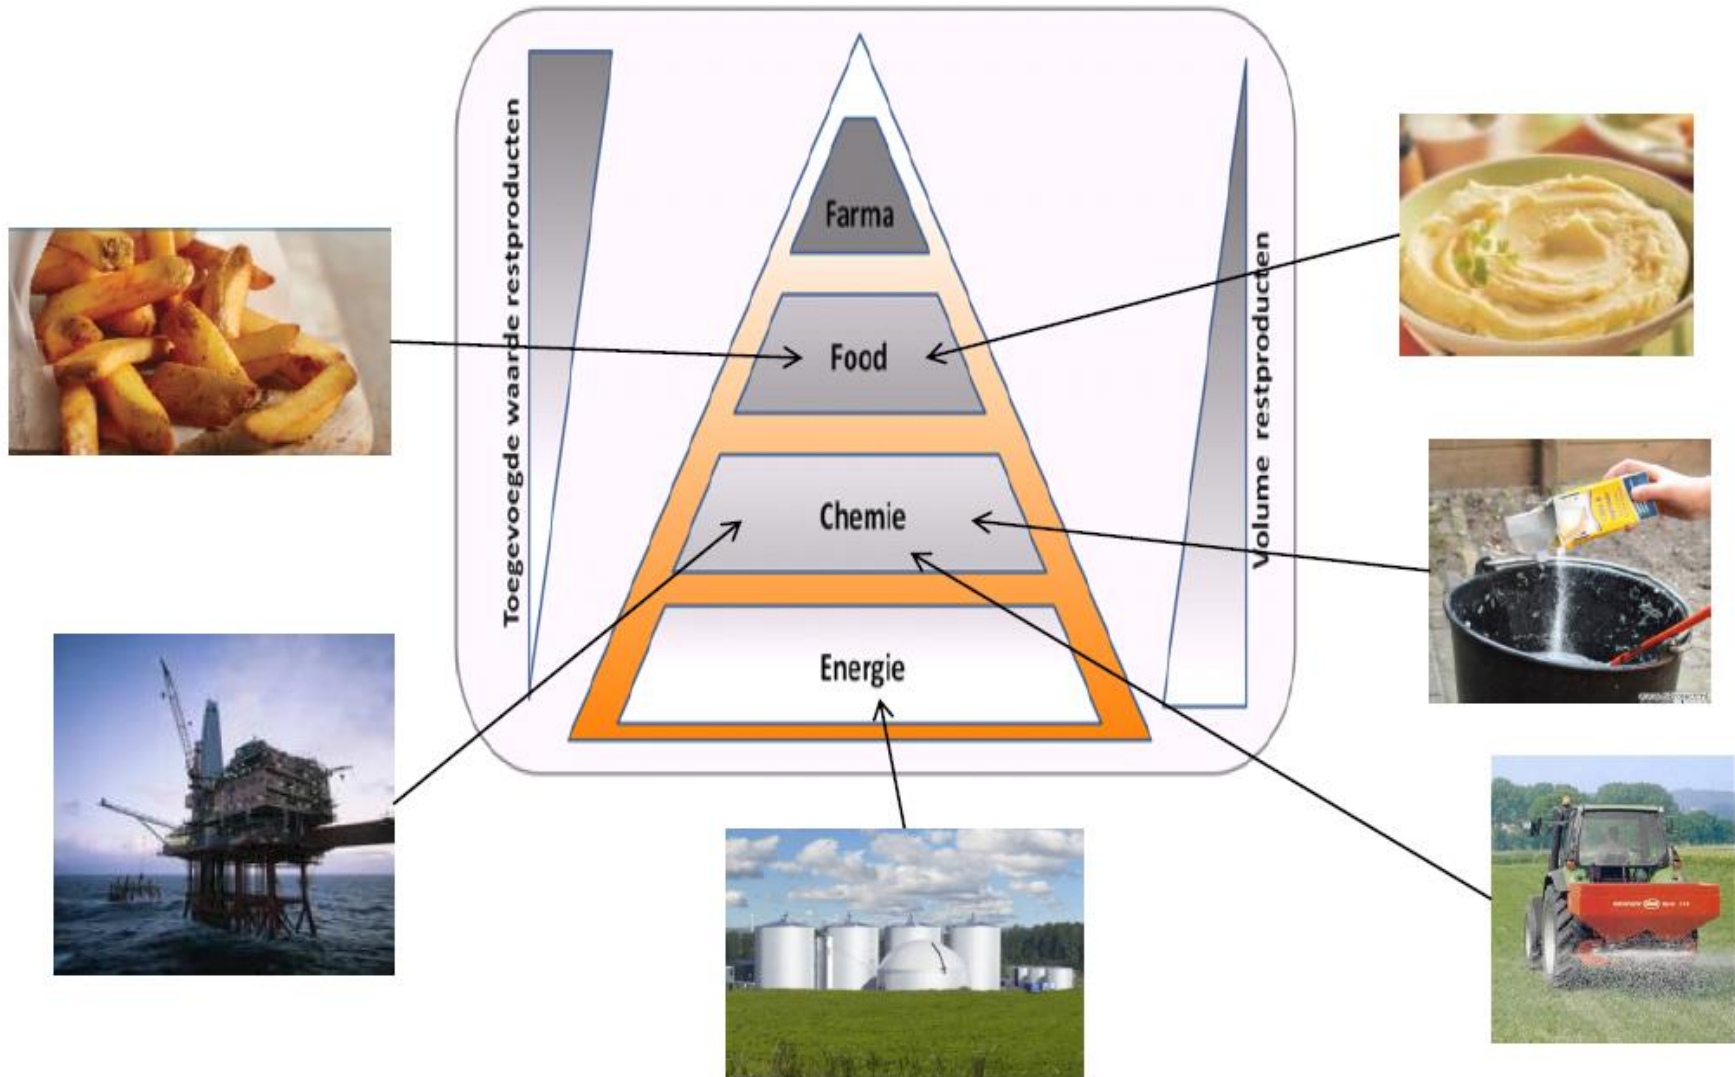 Toegevoegde waarde restproducten
Farma
Food
Chemie
Energie
Volume restproducten